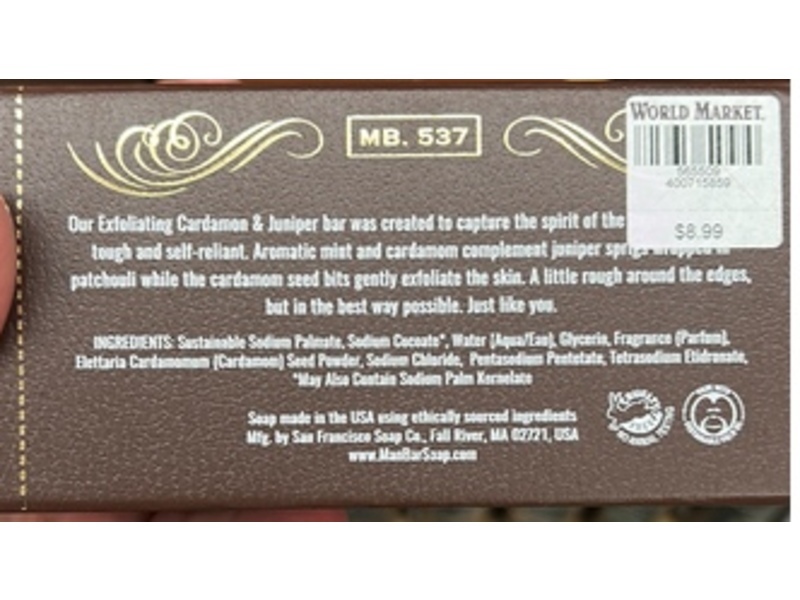 MB. 537
WORLD MARKET.
565509
400715859
$8.99
Our Exfoliating Cardamon & Juniper bar was created to capture the spirit of the
tough and self-reliant. Aromatic mint and cardamom complement juniper sprigs wrapped in
patchouli while the cardamom seed bits gently exfoliate the skin. A little rough around the edges,
but in the best way possible. Just like you.
INGREDIENTS: Sustainable Sodium Palmate, Sodium Cocoate*, Water (Aqua/Eau), Glycerin, Fragrance (Parfum),
Elettaria Cardamomum (Cardamom) Seed Powder, Sodium Chloride, Pentasodium Pentetate, Tetrasodium Etidronate,
*May Also Contain Sodium Palm Kernelate
Soap made in the USA using ethically sourced ingredients
Mfg. by San Francisco Soap Co., Fall River, MA 02721, USA
www.ManBarSoap.com
NO ANIMAL TESTING